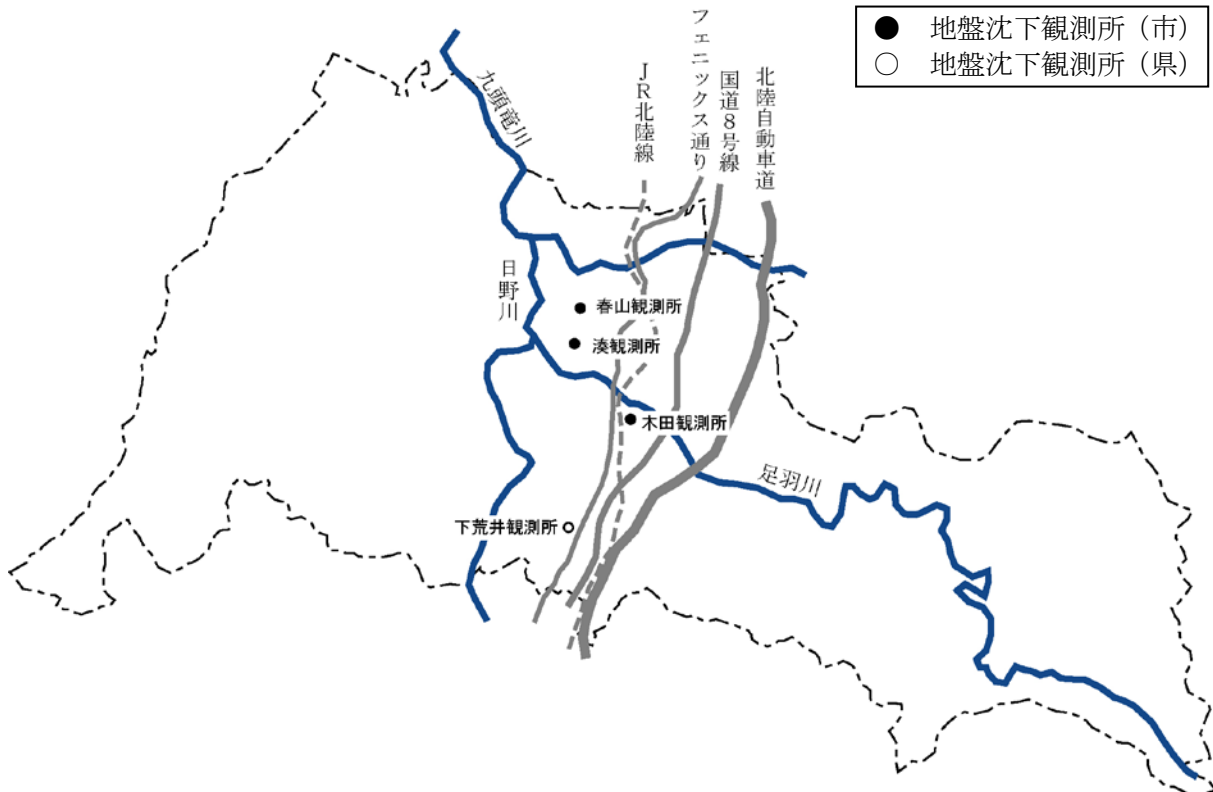 ● 地盤沈下観測所（市）
○ 地盤沈下観測所（県）
九頭竜川
JR北陸線
フェニックス通り
国道8号線
北陸自動車道
日野川
春山観測所
湊観測所
木田観測所
足羽川
下荒井観測所